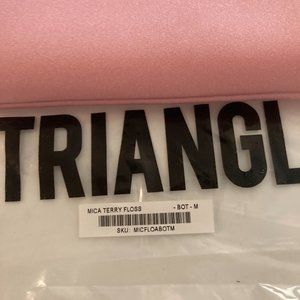 TRIANGL
MICA TERRY FLOSS - BOT - M
SKU: MICFLOABOTM